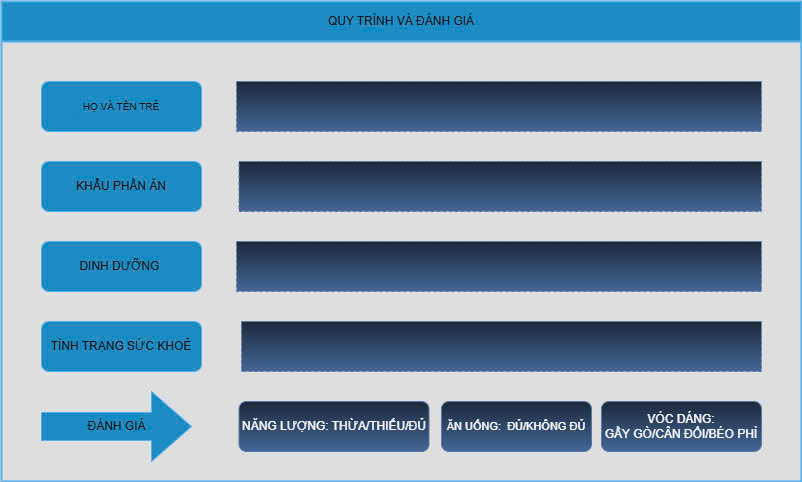 QUY TRÌNH VÀ ĐÁNH GIÁ
HỌ VÀ TÊN TRẺ
KHẨU PHẦN ĂN
DINH DƯỠNG
TÌNH TRẠNG SỨC KHOẺ
ĐÁNH GIÁ
NĂNG LƯỢNG: THỪA/THIẾU/ĐỦ
ĂN UỐNG: ĐỦ/KHÔNG ĐỦ
VÓC DÁNG:
GẦY GÒ/CÂN ĐỐI/BÉO PHÌ